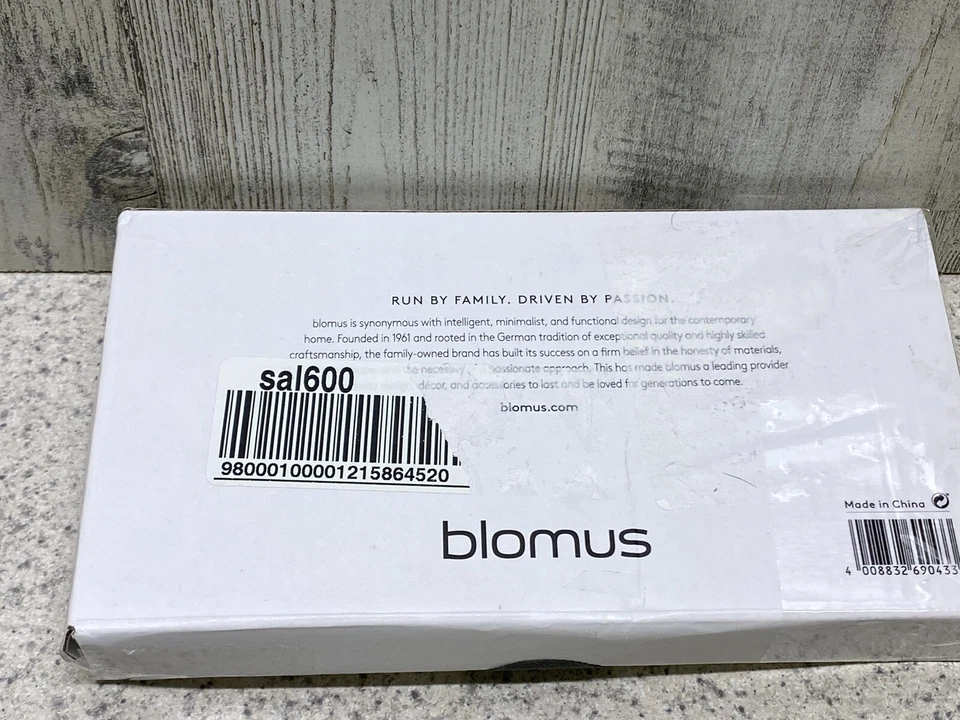 RUN BY FAMILY. DRIVEN BY PASSION.
blomus is synonymous with intelligent, minimalist, and functional design for the contemporary
home. Founded in 1961 and rooted in the German tradition of exceptional quality and highly skilled
craftsmanship, the family-owned brand has built its success on a firm belief in the honesty of materials,
and the necessity passionate approach. This has made blomus a leading provider
décor, and accessories to last and be loved for generations to come.
sal600
blomus.com
98000100001215864520
Made in China
blomus
4 008832 690433